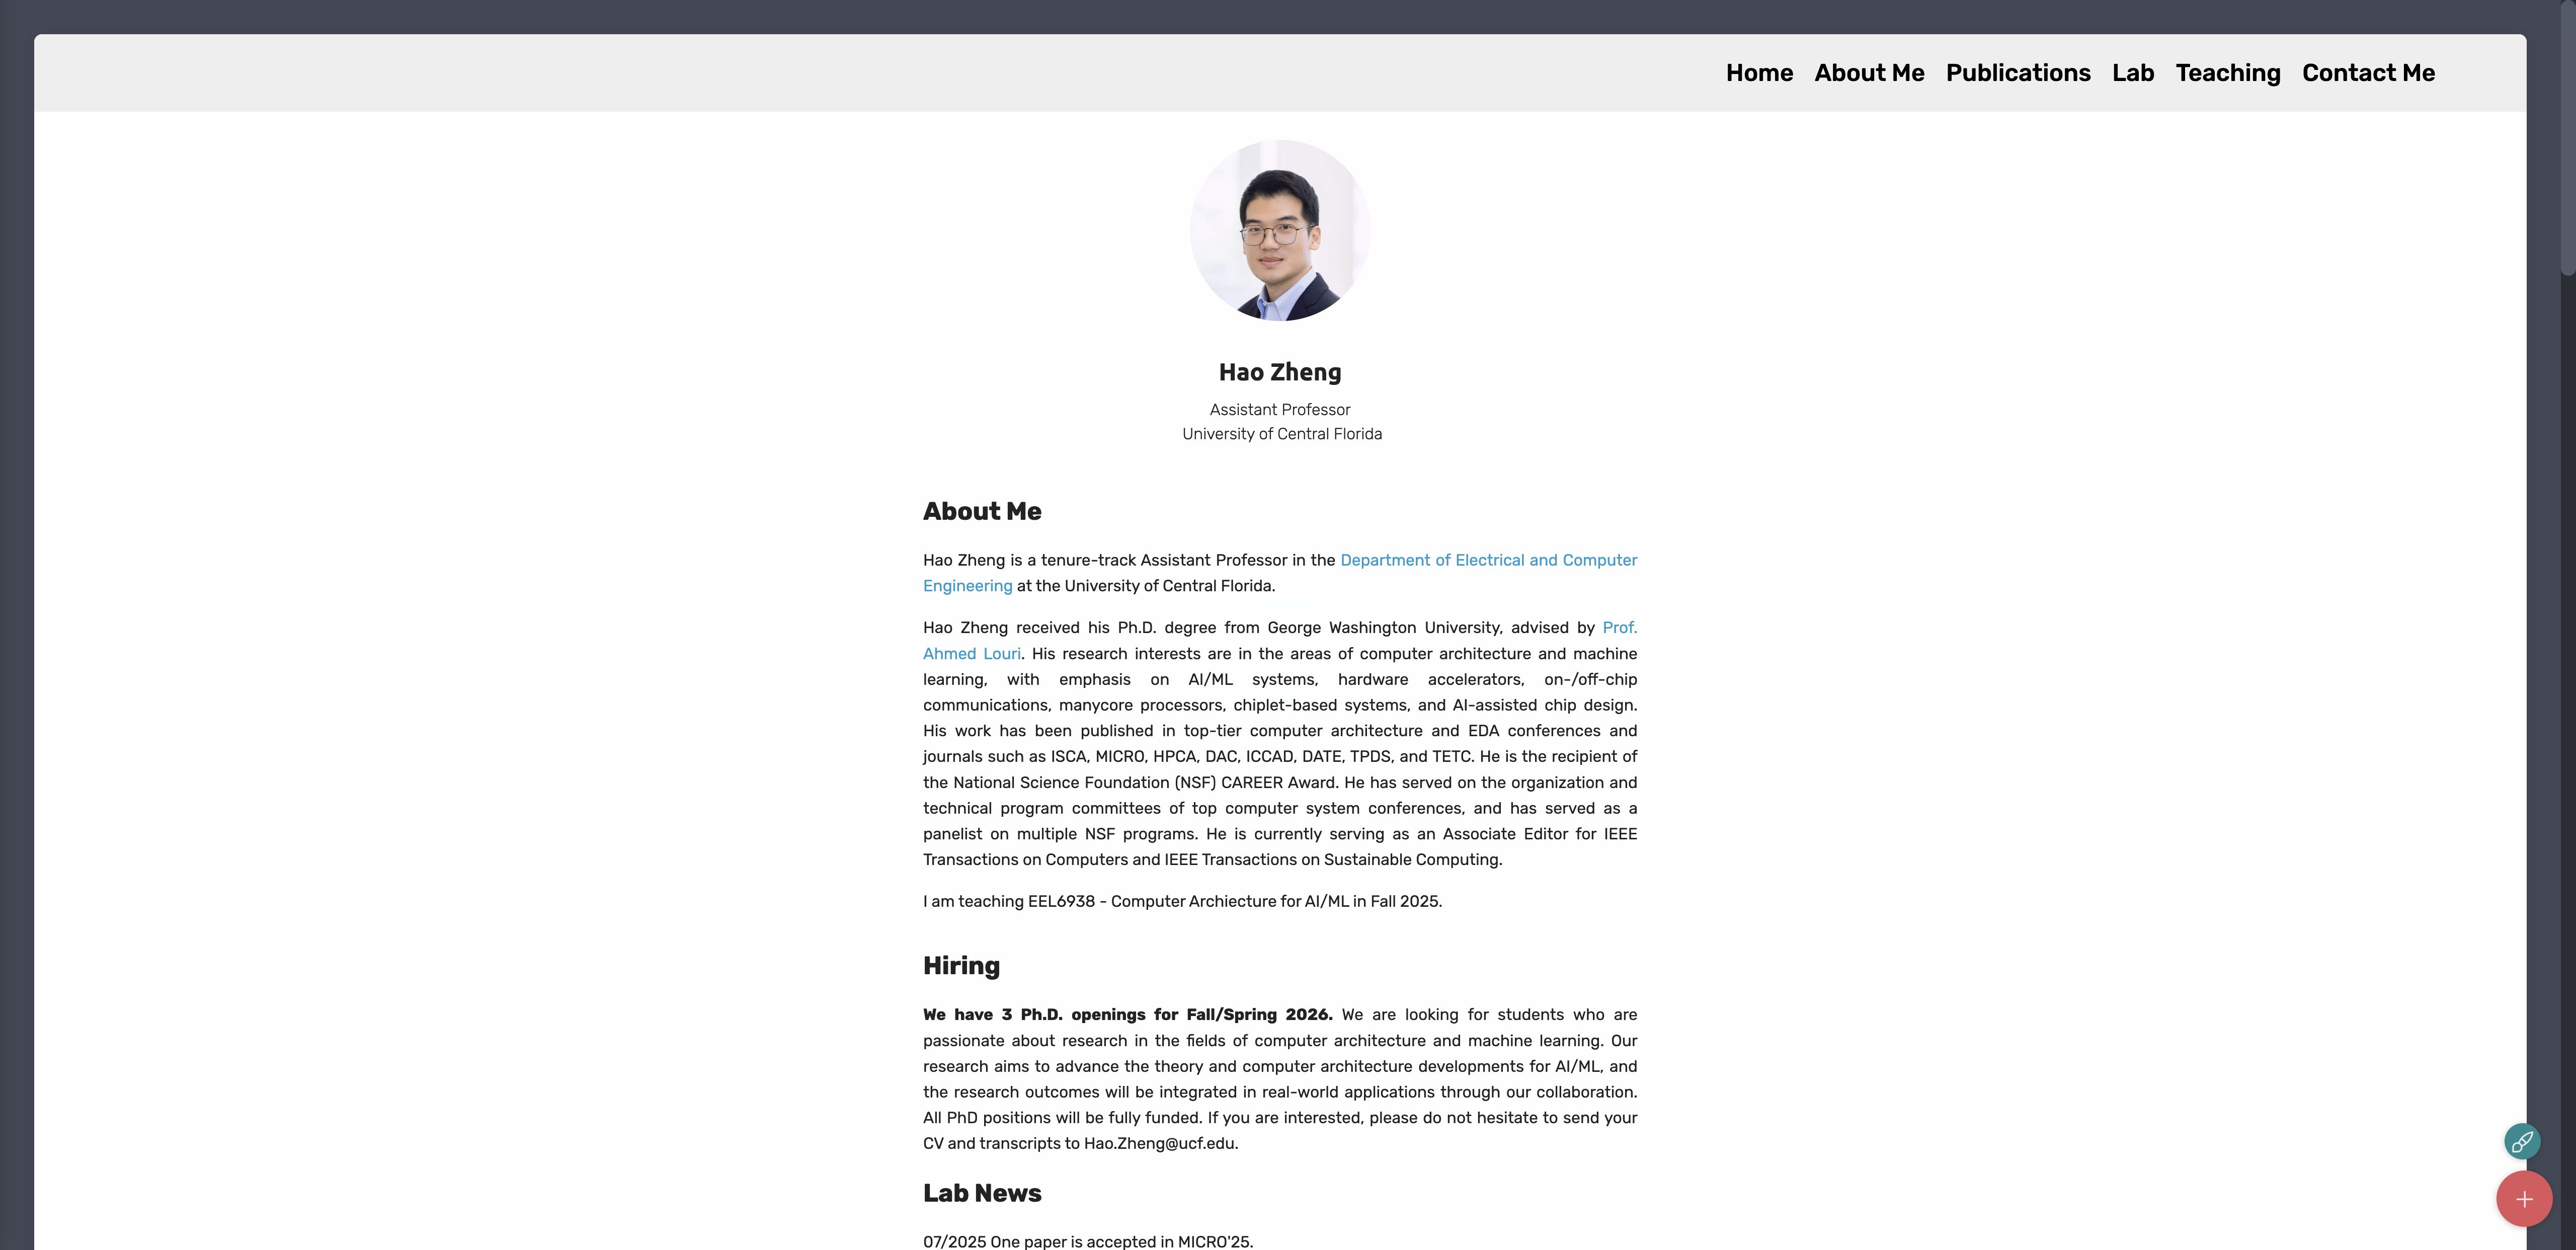 Home About Me Publications Lab Teaching Contact Me
Hao Zheng
Assistant Professor
University of Central Florida
About Me
Hao Zheng is a tenure-track Assistant Professor in the Department of Electrical and Computer
Engineering at the University of Central Florida.
Hao Zheng received his Ph.D. degree from George Washington University, advised by Prof.
Ahmed Louri. His research interests are in the areas of computer architecture and machine
learning, with emphasis on AI/ML systems, hardware accelerators, on-/off-chip
communications, manycore processors, chiplet-based systems, and AI-assisted chip design.
His work has been published in top-tier computer architecture and EDA conferences and
journals such as ISCA, MICRO, HPCA, DAC, ICCAD, DATE, TPDS, and TETC. He is the recipient of
the National Science Foundation (NSF) CAREER Award. He has served on the organization and
technical program committees of top computer system conferences, and has served as a
panelist on multiple NSF programs. He is currently serving as an Associate Editor for IEEE
Transactions on Computers and IEEE Transactions on Sustainable Computing.
I am teaching EEL6938 - Computer Archiecture for AI/ML in Fall 2025.
Hiring
We have 3 Ph.D. openings for Fall/Spring 2026. We are looking for students who are
passionate about research in the fields of computer architecture and machine learning. Our
research aims to advance the theory and computer architecture developments for AI/ML, and
the research outcomes will be integrated in real-world applications through our collaboration.
All PhD positions will be fully funded. If you are interested, please do not hesitate to send your
CV and transcripts to Hao.Zheng@ucf.edu.
Lab News
07/2025 One paper is accepted in MICRO'25.